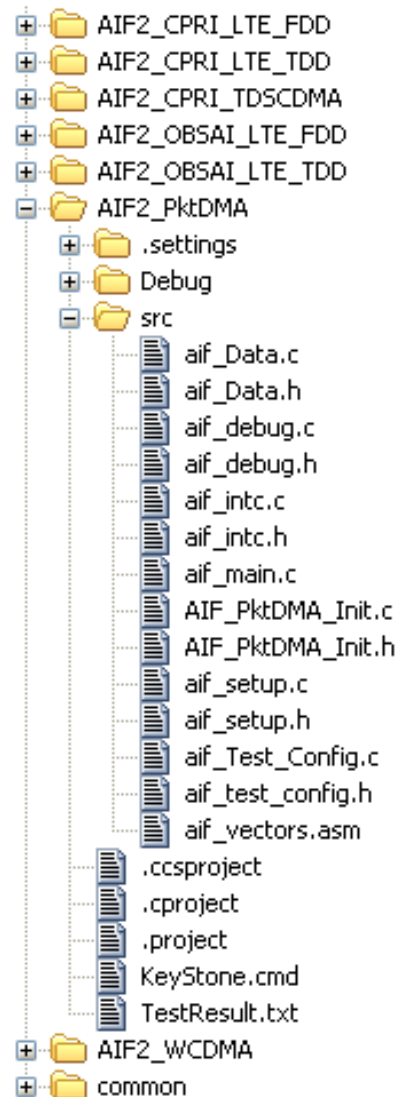 AIF2_CPRI_LTE_FDD
AIF2_CPRI_LTE_TDD
AIF2_CPRI_TDSCDMA
AIF2_OBSAI_LTE_FDD
AIF2_OBSAI_LTE_TDD
AIF2_PktDMA
.settings
Debug
src
aif_Data.c
aif_Data.h
aif_debug.c
aif_debug.h
aif_intc.c
aif_intc.h
aif_main.c
AIF_PktDMA_Init.c
AIF_PktDMA_Init.h
aif_setup.c
aif_setup.h
aif_Test_Config.c
aif_test_config.h
aif_vectors.asm
.ccsproject
.cproject
.project
KeyStone.cmd
TestResult.txt
AIF2_WCDMA
common